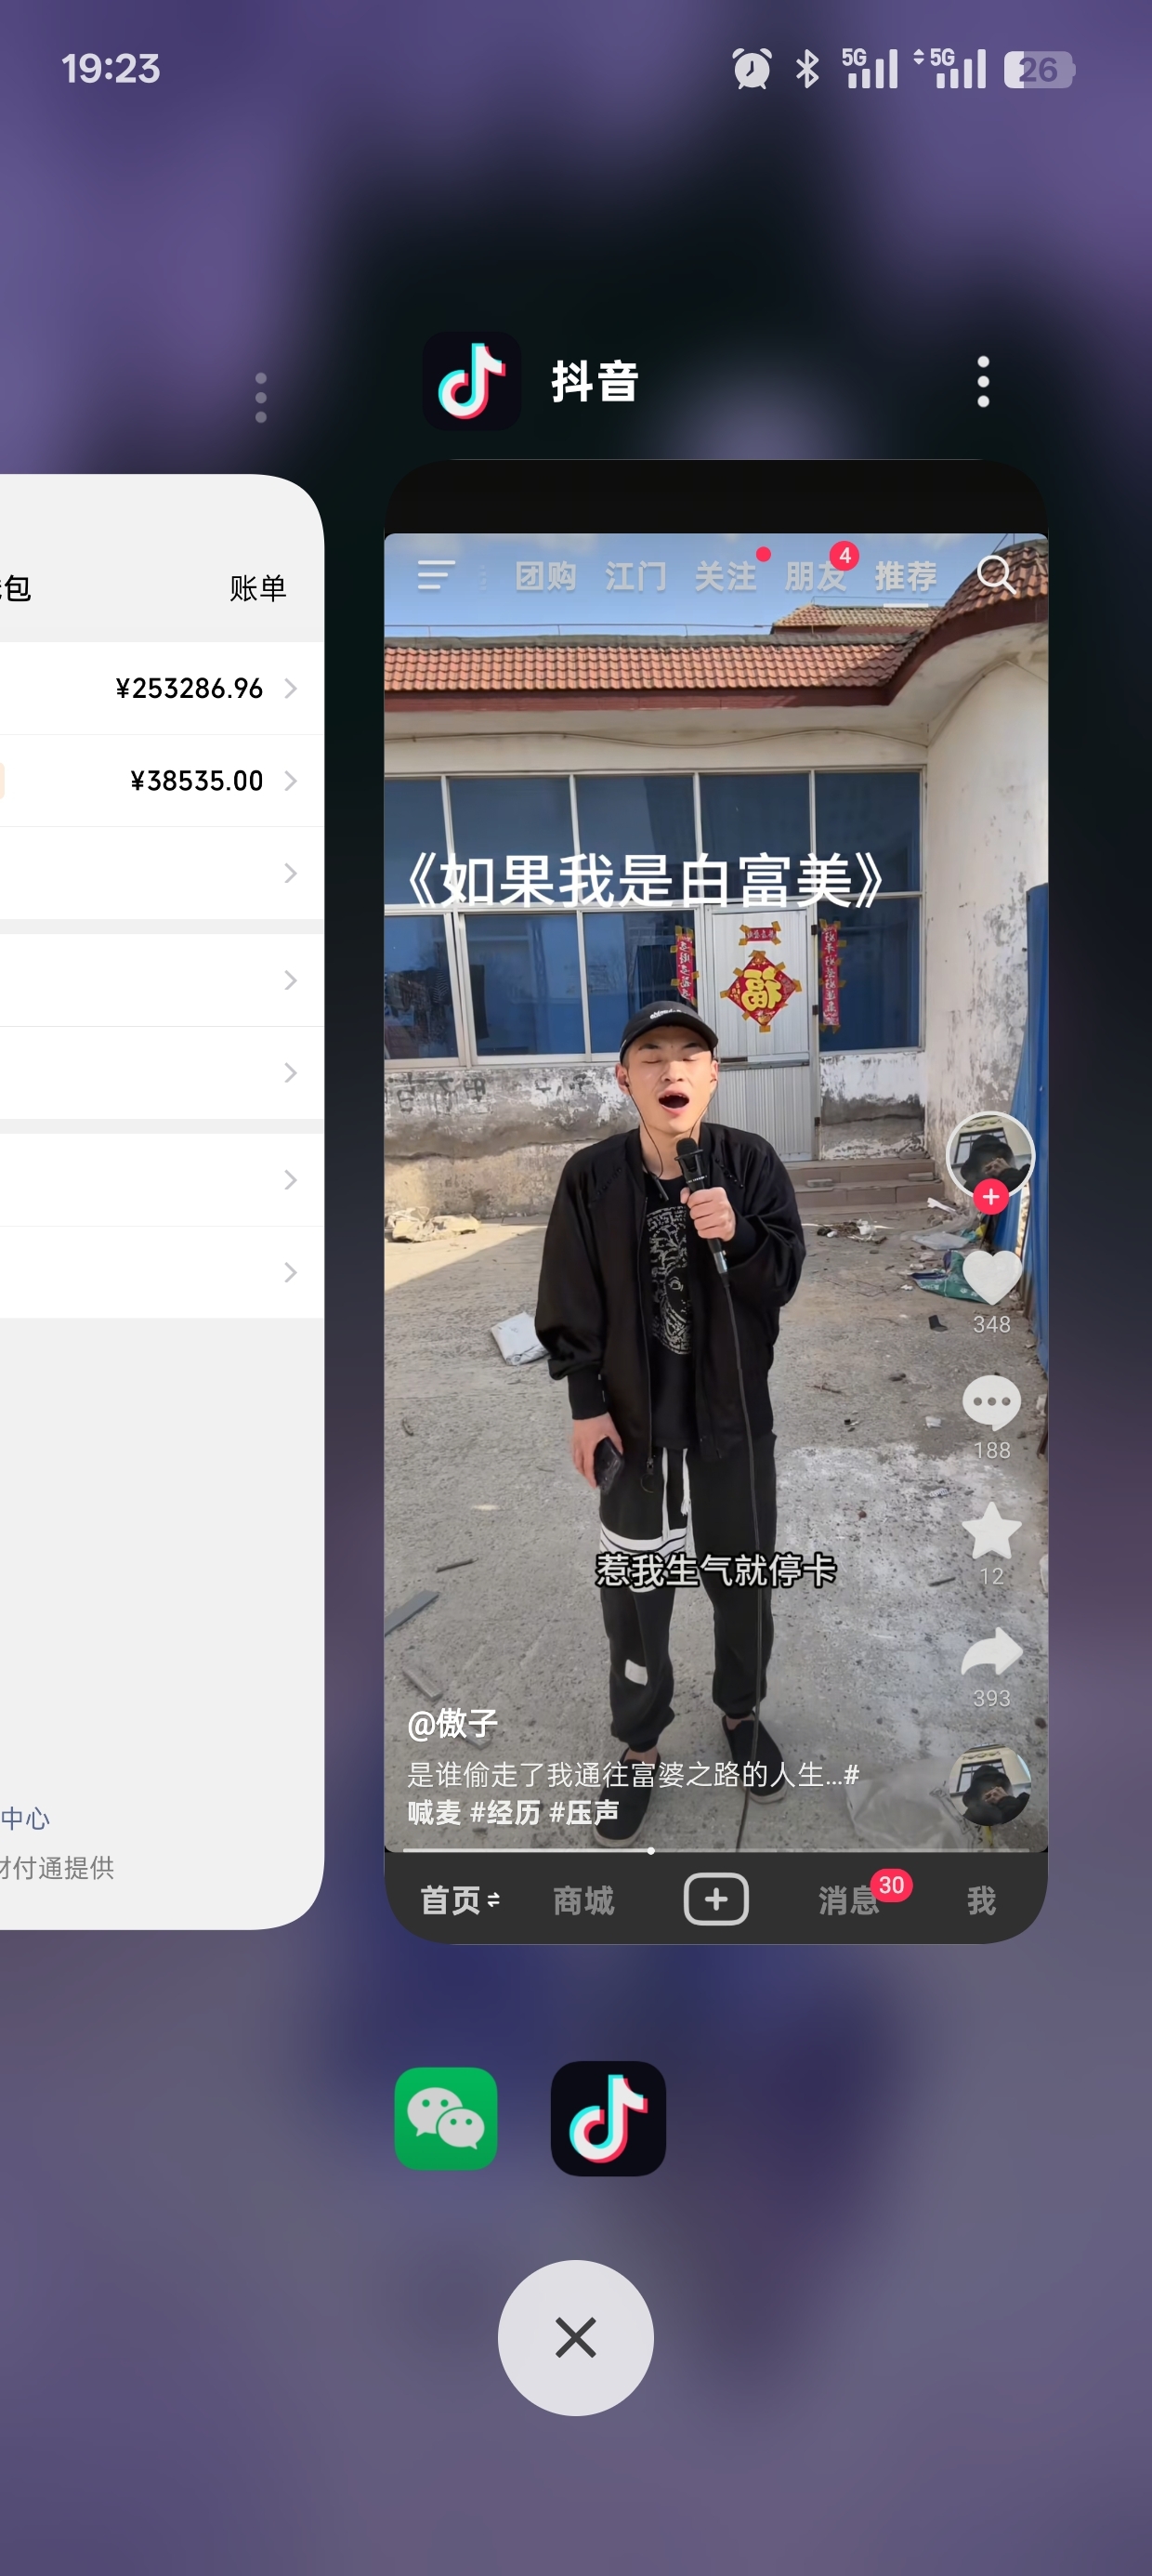 19:23
5G
5G
26
抖音
包
账单
¥253286.96
¥38535.00
中心
付通提供
团购 江门 关注 朋友 4 推荐
《如果我是白富美》
福
348
188
12
393
惹我生气就停卡
@傲子
是谁偷走了我通往富婆之路的人生...#
喊麦 #经历 #压声
首页 商城 消息 30 我